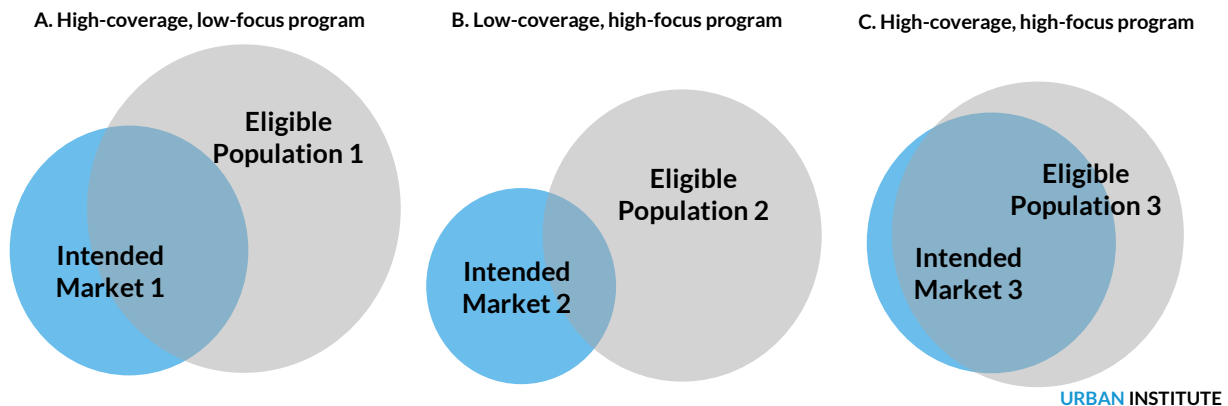 A. High-coverage, low-focus program
B. Low-coverage, high-focus program
C. High-coverage, high-focus program
Eligible
Population 1
Intended
Market 1
Eligible
Population 2
Intended
Market 2
Eligible
Population 3
Intended
Market 3
URBAN INSTITUTE